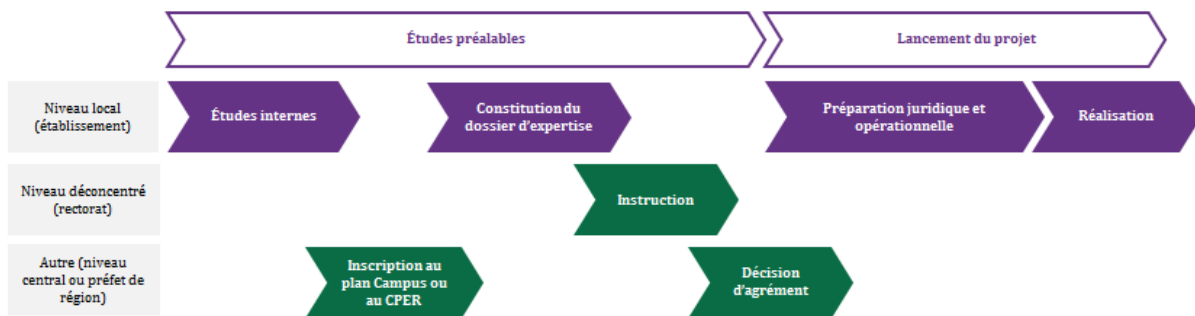 Études préalables
Lancement du projet
Niveau local
(établissement)
Études internes
Constitution du
dossier d'expertise
Préparation juridique et
opérationnelle
Réalisation
Niveau déconcentré
(rectorat)
Instruction
Autre (niveau
central ou préfet de
région)
Inscription au
plan Campus ou
au CPER
Décision
d'agrément